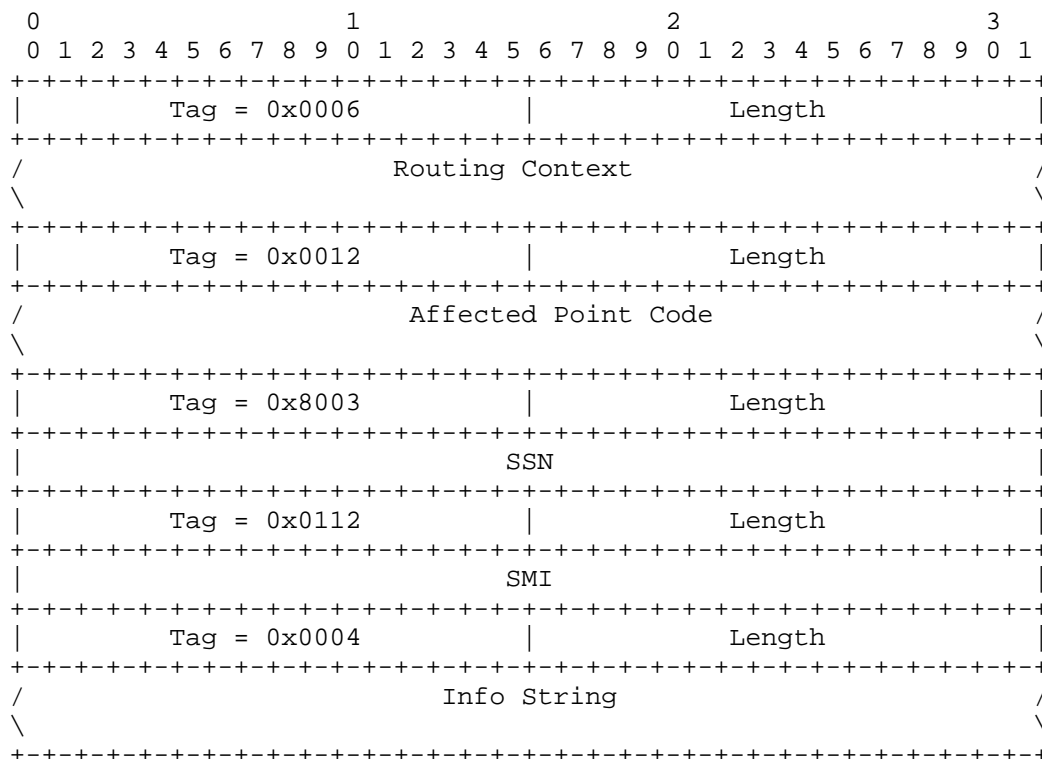 0                   1                   2                   3
 0 1 2 3 4 5 6 7 8 9 0 1 2 3 4 5 6 7 8 9 0 1 2 3 4 5 6 7 8 9 0 1
+-+-+-+-+-+-+-+-+-+-+-+-+-+-+-+-+-+-+-+-+-+-+-+-+-+-+-+-+-+-+-+-+
|         Tag = 0x0006          |            Length             |
+-+-+-+-+-+-+-+-+-+-+-+-+-+-+-+-+-+-+-+-+-+-+-+-+-+-+-+-+-+-+-+-+
/                       Routing Context                         /
\                                                               \
+-+-+-+-+-+-+-+-+-+-+-+-+-+-+-+-+-+-+-+-+-+-+-+-+-+-+-+-+-+-+-+-+
|         Tag = 0x0012          |            Length             |
+-+-+-+-+-+-+-+-+-+-+-+-+-+-+-+-+-+-+-+-+-+-+-+-+-+-+-+-+-+-+-+-+
/                        Affected Point Code                    /
\                                                               \
+-+-+-+-+-+-+-+-+-+-+-+-+-+-+-+-+-+-+-+-+-+-+-+-+-+-+-+-+-+-+-+-+
|         Tag = 0x8003          |            Length             |
+-+-+-+-+-+-+-+-+-+-+-+-+-+-+-+-+-+-+-+-+-+-+-+-+-+-+-+-+-+-+-+-+
|                              SSN                              |
+-+-+-+-+-+-+-+-+-+-+-+-+-+-+-+-+-+-+-+-+-+-+-+-+-+-+-+-+-+-+-+-+
|         Tag = 0x0112          |            Length             |
+-+-+-+-+-+-+-+-+-+-+-+-+-+-+-+-+-+-+-+-+-+-+-+-+-+-+-+-+-+-+-+-+
|                              SMI                              |
+-+-+-+-+-+-+-+-+-+-+-+-+-+-+-+-+-+-+-+-+-+-+-+-+-+-+-+-+-+-+-+-+
|         Tag = 0x0004          |            Length             |
+-+-+-+-+-+-+-+-+-+-+-+-+-+-+-+-+-+-+-+-+-+-+-+-+-+-+-+-+-+-+-+-+
/                          Info String                          /
\                                                               \
+-+-+-+-+-+-+-+-+-+-+-+-+-+-+-+-+-+-+-+-+-+-+-+-+-+-+-+-+-+-+-+-+